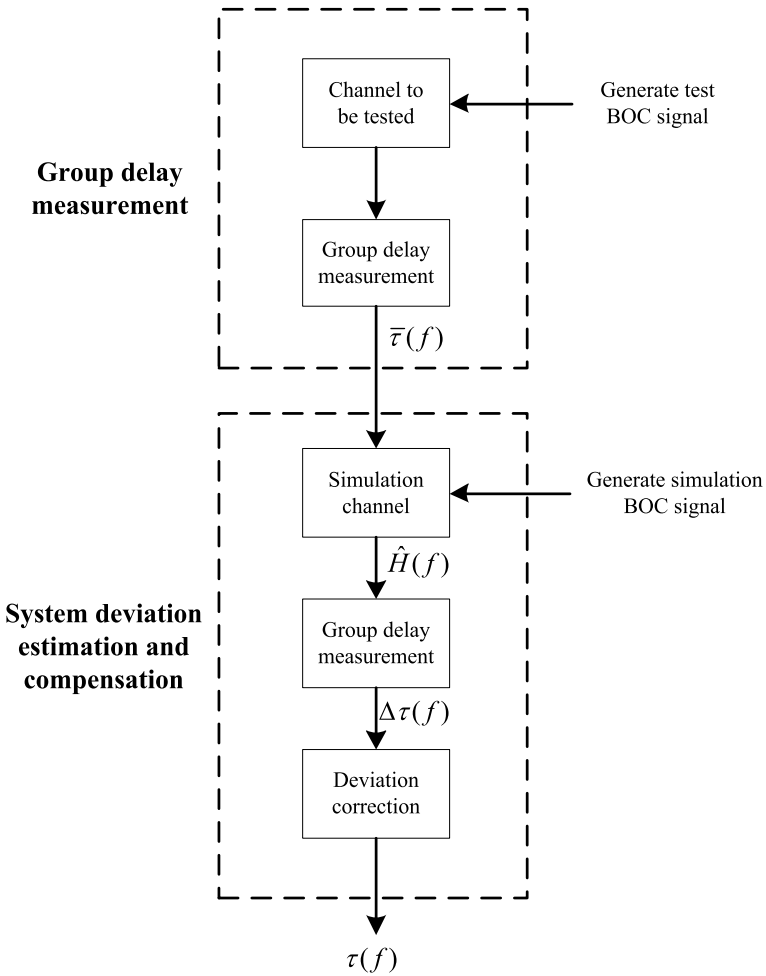 Channel to
be tested
Generate test
BOC signal
Group delay
measurement
Group delay
measurement
τ̅(f)
Simulation
channel
Generate simulation
BOC signal
Ĥ(f)
System deviation
estimation and
compensation
Group delay
measurement
Δτ(f)
Deviation
correction
τ(f)